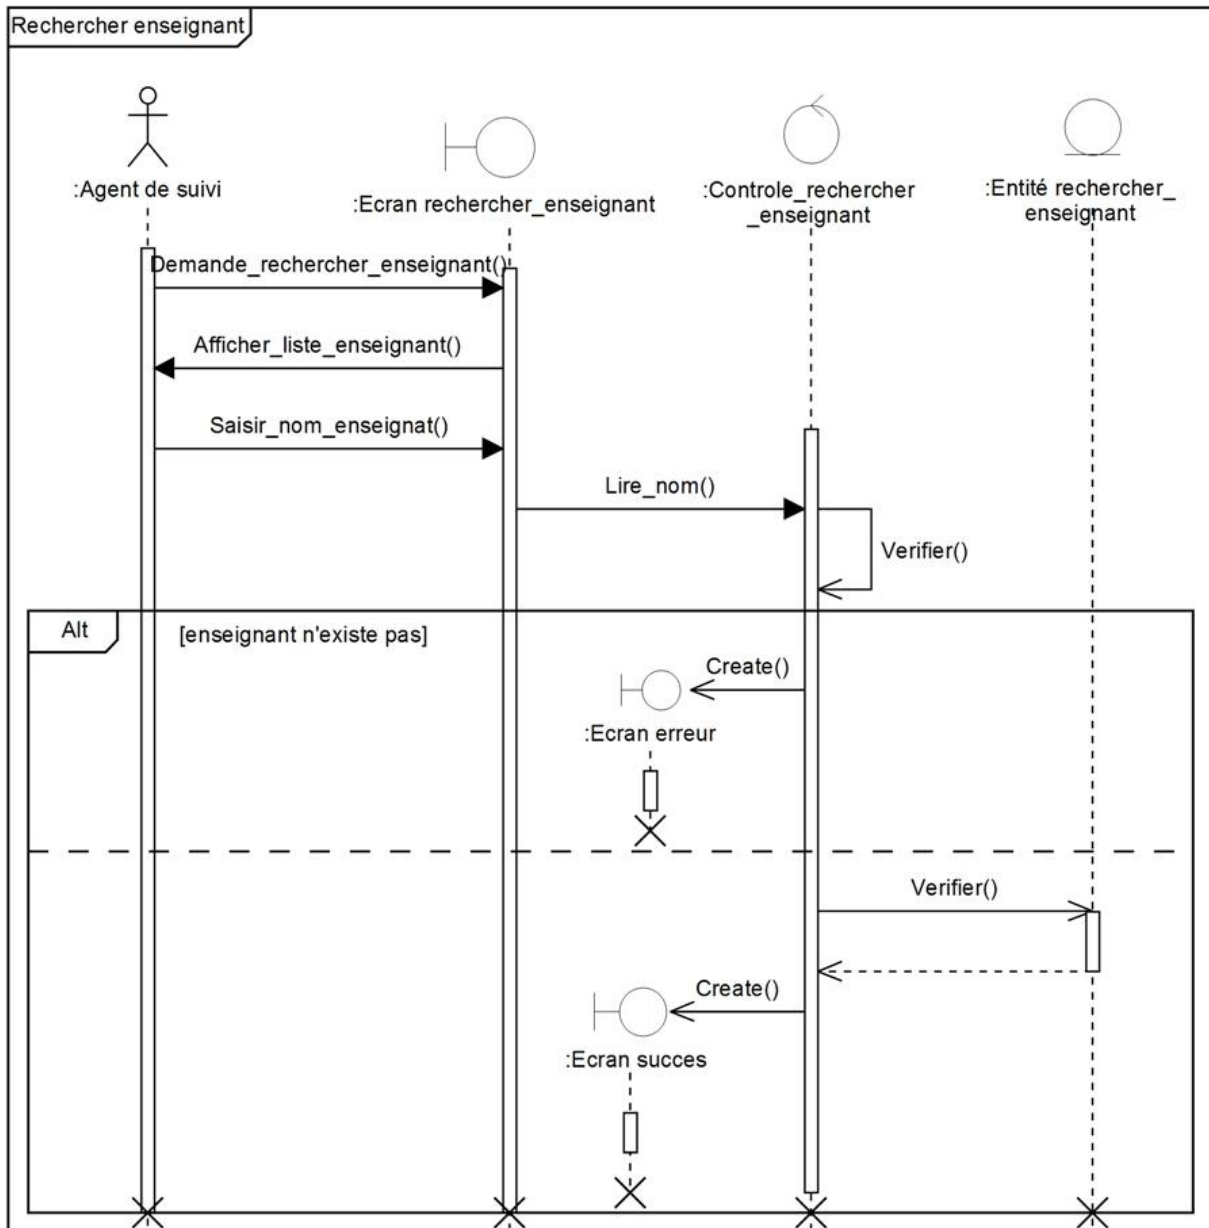 Rechercher enseignant
:Agent de suivi
:Ecran rechercher_enseignant
:Controle_rechercher
_enseignant
:Entité rechercher_
enseignant
Demande_rechercher_enseignant()
Afficher_liste_enseignant()
Saisir_nom_enseignat()
Lire_nom()
Verifier()
Alt
[enseignant n'existe pas]
Create()
:Ecran erreur
Verifier()
Create()
:Ecran succes